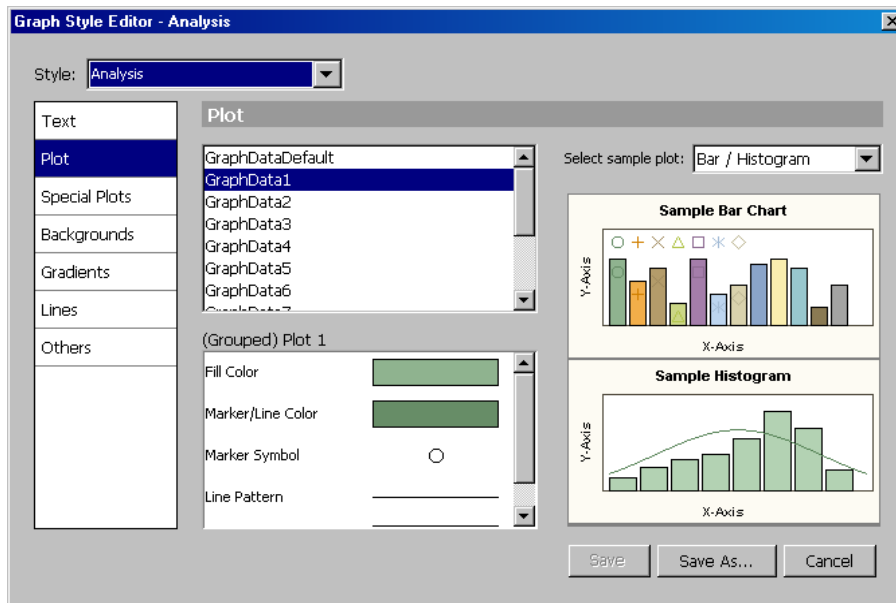 Graph Style Editor - Analysis
Style: Analysis
Text
Plot
Special Plots
Backgrounds
Gradients
Lines
Others
Plot
GraphDataDefault
GraphData1
GraphData2
GraphData3
GraphData4
GraphData5
GraphData6
GraphData7
(Grouped) Plot 1
Fill Color
Marker/Line Color
Marker Symbol
Line Pattern
Select sample plot: Bar / Histogram
Sample Bar Chart
Y-Axis
X-Axis
Sample Histogram
Y-Axis
X-Axis
Save
Save As...
Cancel